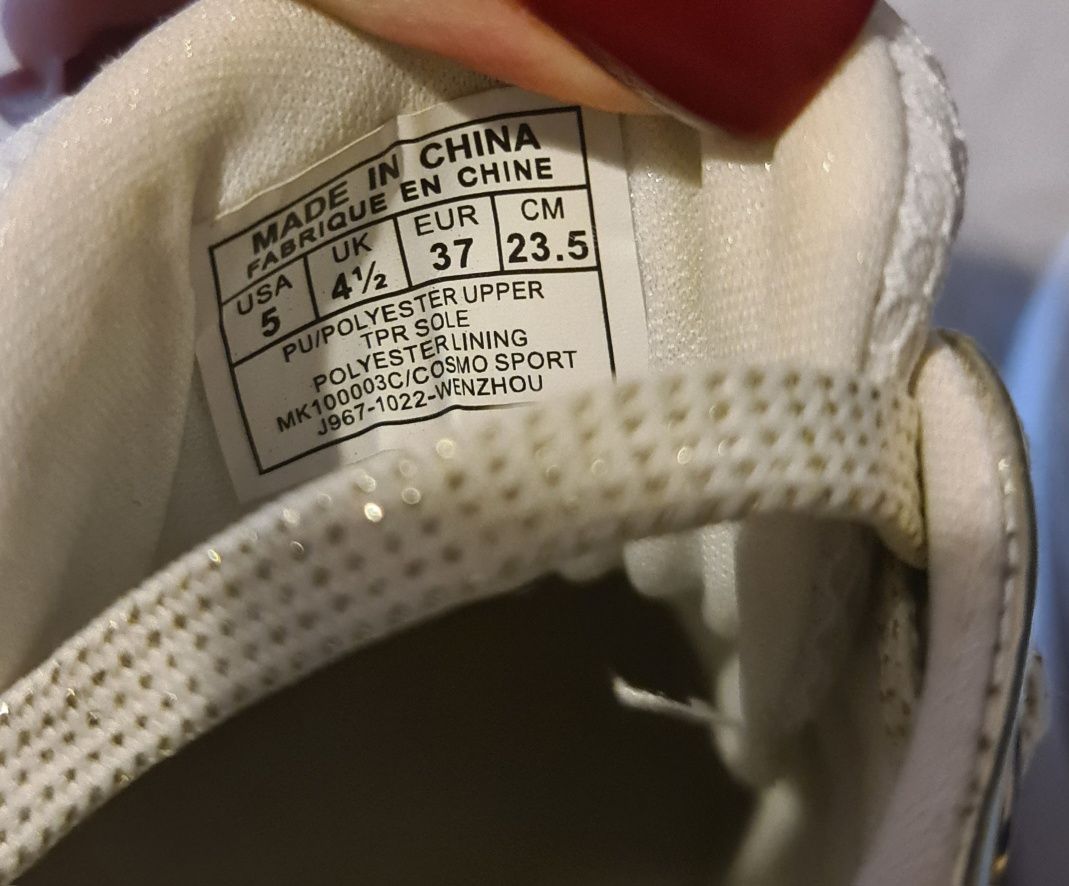 MADE IN CHINA
FABRIQUE EN CHINE
USA UK EUR CM
5 4½ 37 23.5
PU/POLYESTER UPPER
TPR SOLE
POLYESTER LINING
MK100003C/COSMO SPORT
J967-1022-WENZHOU